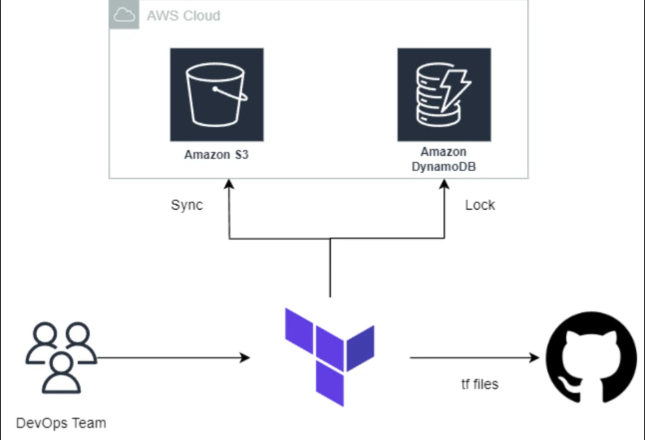 AWS Cloud
Amazon S3
Amazon
DynamoDB
Sync
Lock
tf files
DevOps Team